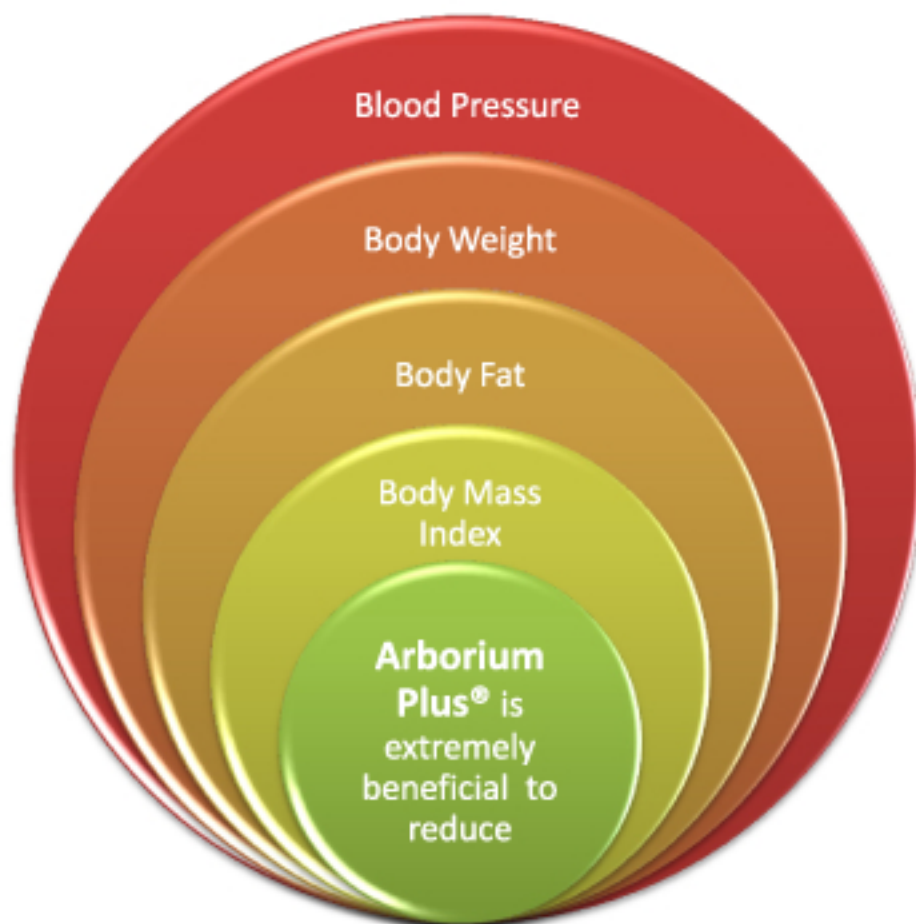 Blood Pressure
Body Weight
Body Fat
Body Mass
Index
Arborium
Plus® is
extremely
beneficial to
reduce